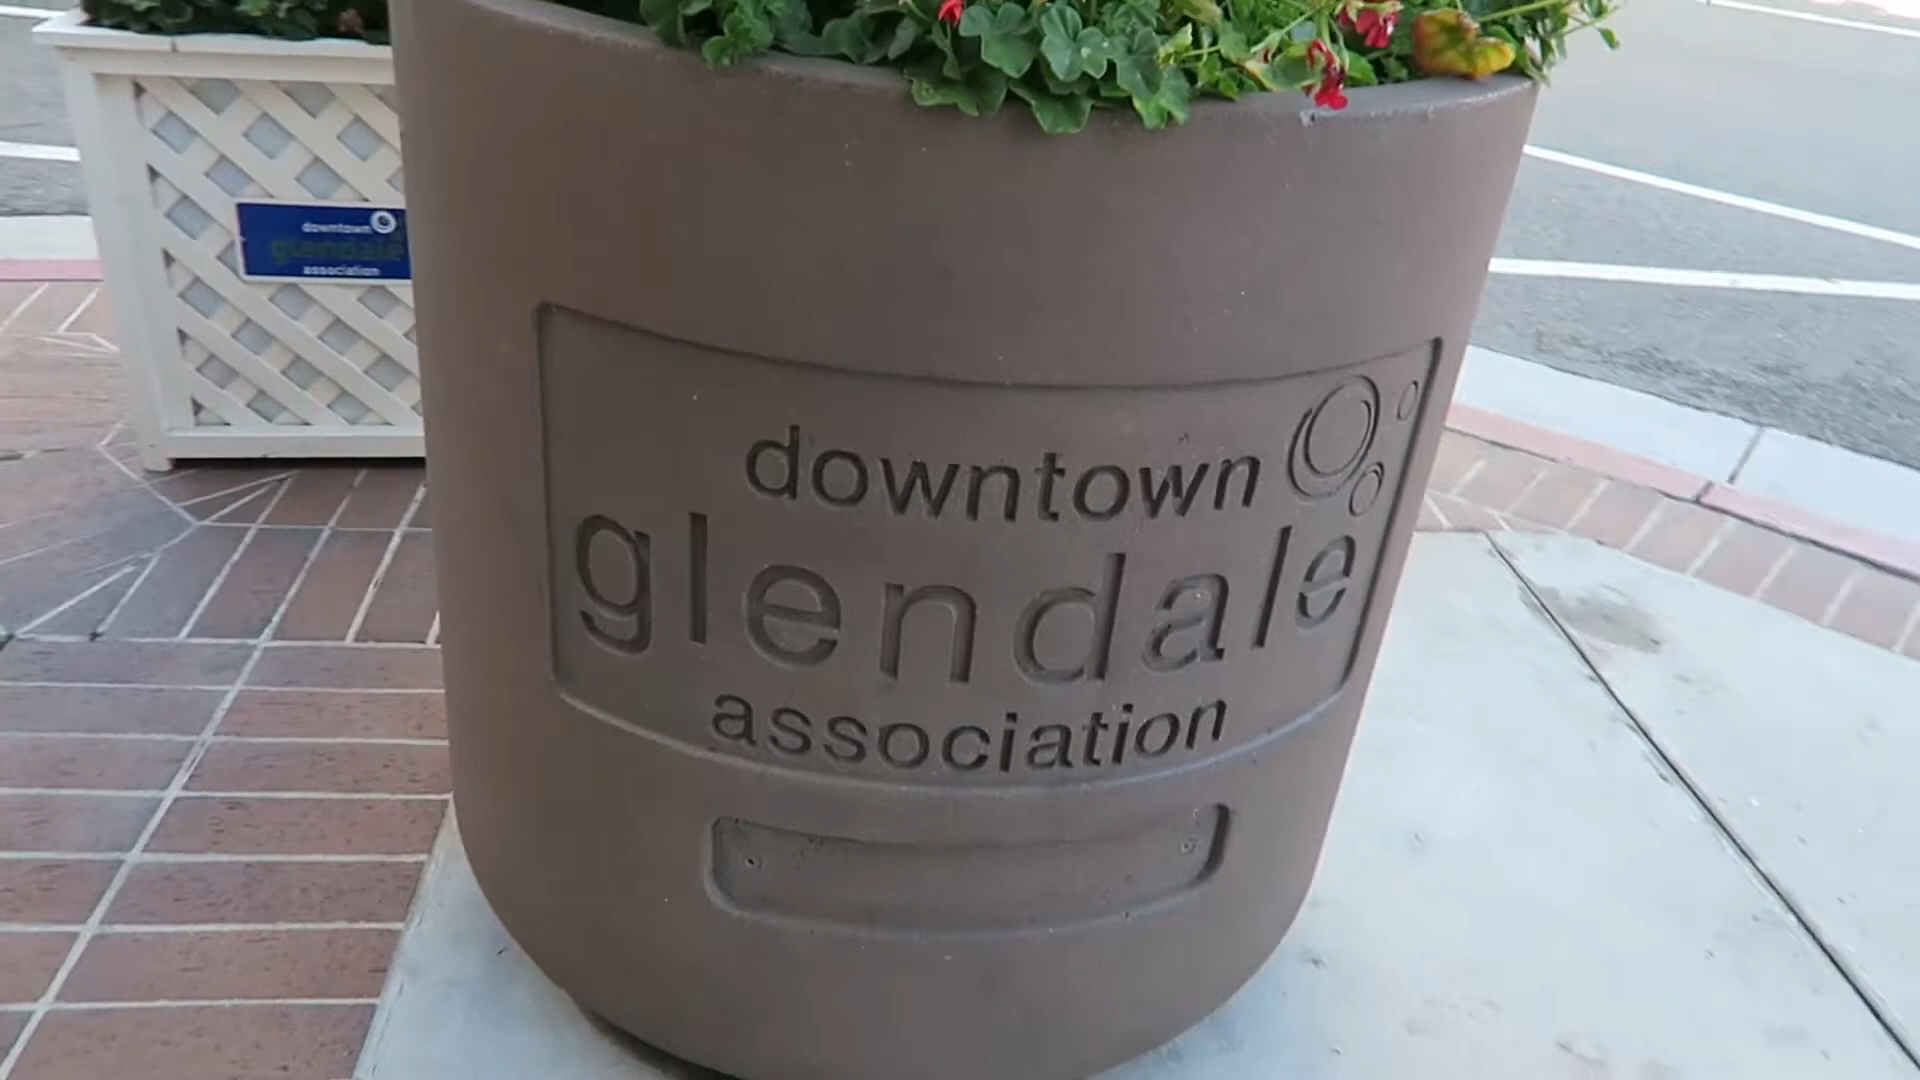 downtown
glendale
association
downtown
glendale
association